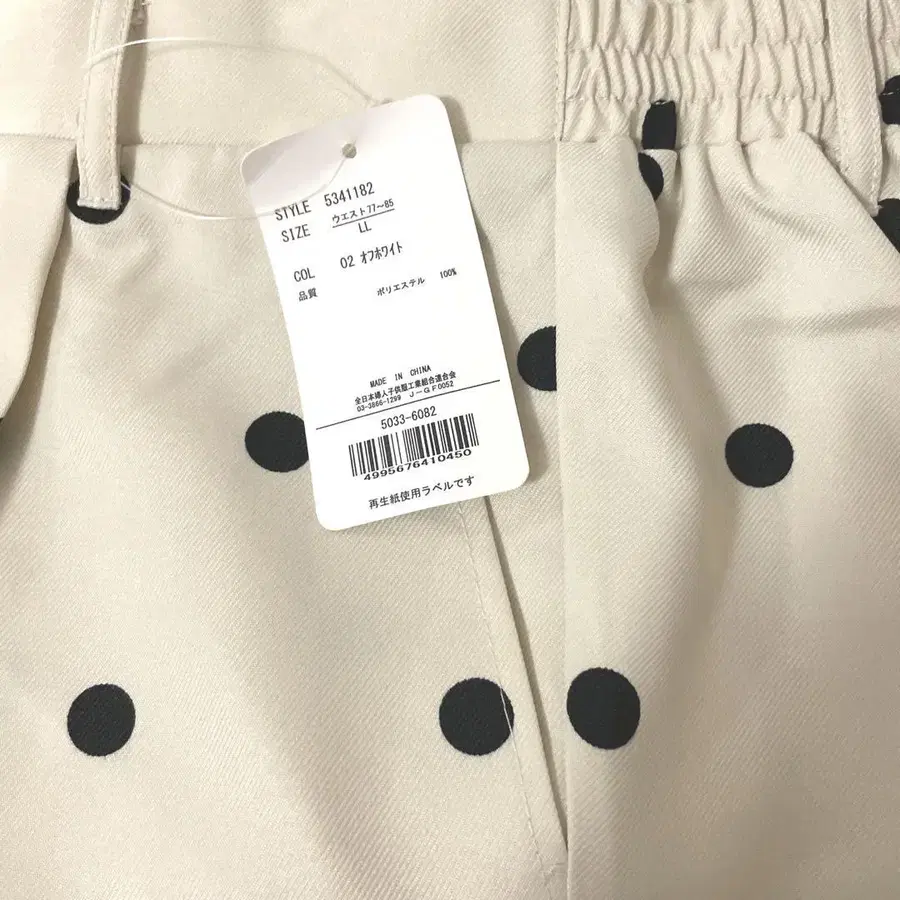 STYLE 5341182
SIZE ウエスト77～85
LL
COL 02 オフホワイト
品質 ポリエステル 100%
MADE IN CHINA
全日本婦人子供服工業組合連合会
03-3866-1299 J-GF0052
5033-6082
4995676410450
再生紙使用ラベルです